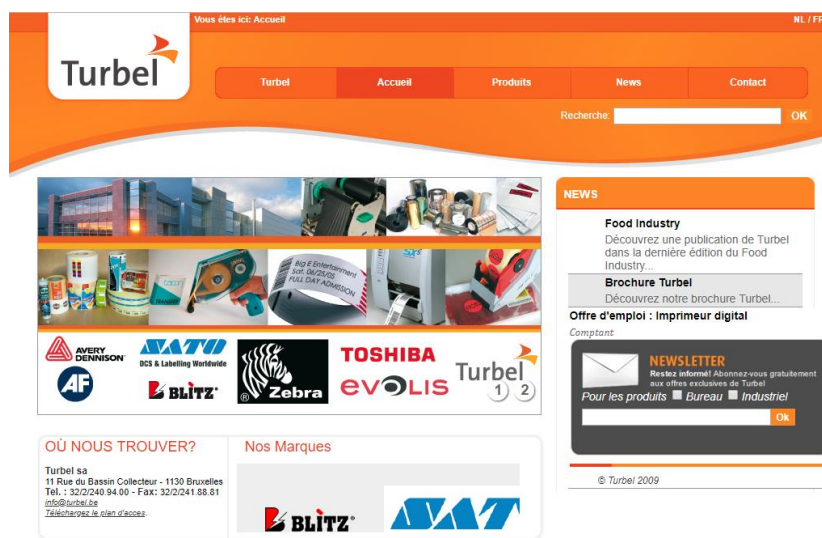 Vous êtes ici: Accueil
NL / FR
Turbel
Turbel
Accueil
Produits
News
Contact
Recherche:
OK
NEWS
Food Industry
Découvrez une publication de Turbel
dans la dernière édition du Food
Industry...
Brochure Turbel
Découvrez notre brochure Turbel...
Offre d'emploi : Imprimeur digital
Comptant
Big E Entertainment
Sat. 06/25/05
FULL DAY ADMISSION
AVERY
DENNISON
SATO
DCS & Labelling Worldwide
Zebra
TOSHIBA
Turbel
AF
BLITZ
evolis
1 2
NEWSLETTER
Restez informé! Abonnez-vous gratuitement
aux offres exclusives de Turbel
Pour les produits Bureau Industriel
Ok
© Turbel 2009
OÙ NOUS TROUVER?
Turbel sa
11 Rue du Bassin Collecteur - 1130 Bruxelles
Tel. : 32/2/240.94.00 - Fax: 32/2/241.88.81
info@turbel.be
Téléchargez le plan d'acces.
Nos Marques
BLITZ
SAT